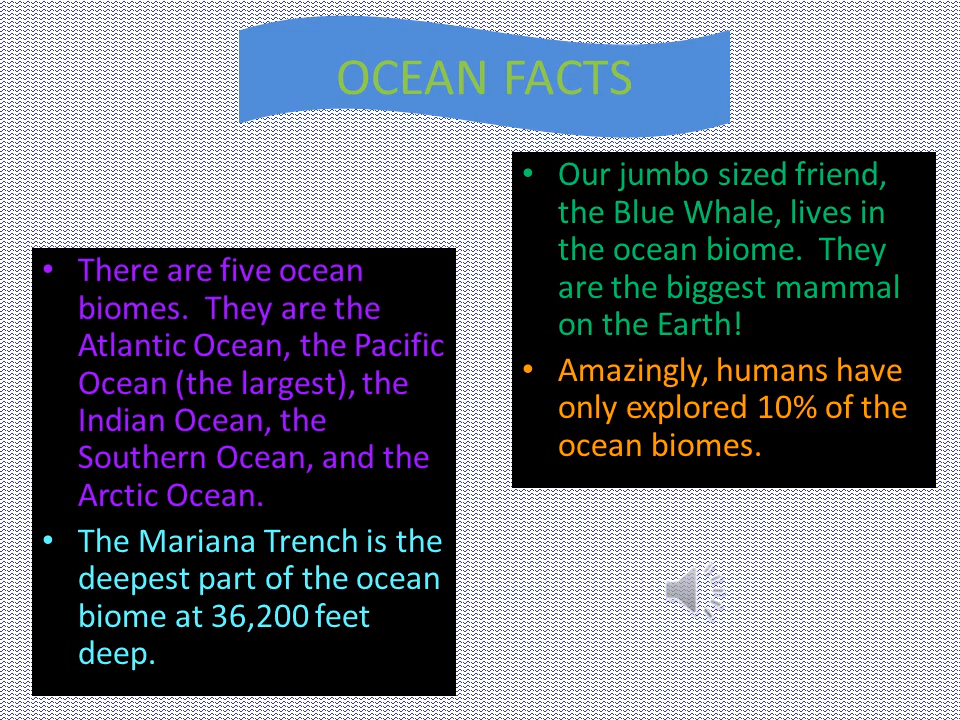 OCEAN FACTS
• There are five ocean
biomes.  They are the
Atlantic Ocean, the Pacific
Ocean (the largest), the
Indian Ocean, the
Southern Ocean, and the
Arctic Ocean.
• The Mariana Trench is the
deepest part of the ocean
biome at 36,200 feet
deep.
• Our jumbo sized friend,
the Blue Whale, lives in
the ocean biome.  They
are the biggest mammal
on the Earth!
• Amazingly, humans have
only explored 10% of the
ocean biomes.